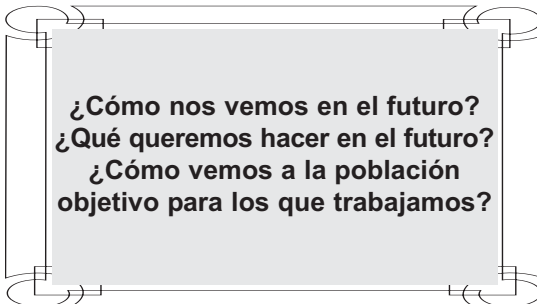 ¿Cómo nos vemos en el futuro?
¿Qué queremos hacer en el futuro?
¿Cómo vemos a la población
objetivo para los que trabajamos?